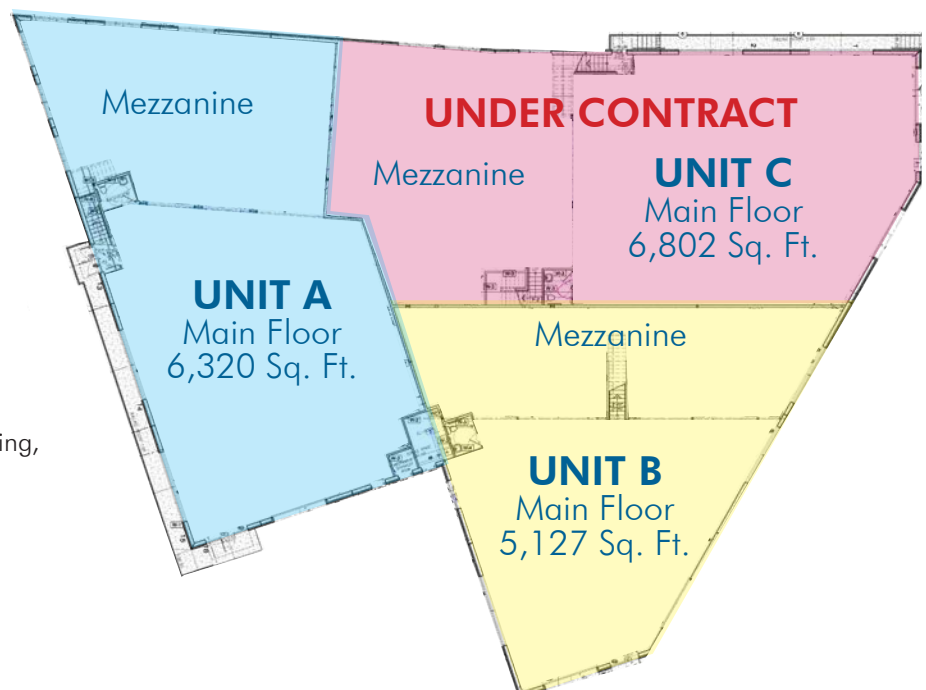 Mezzanine
UNDER CONTRACT
Mezzanine
UNIT C
Main Floor
6,802 Sq. Ft.
UNIT A
Main Floor
6,320 Sq. Ft.
Mezzanine
ing,
UNIT B
Main Floor
5,127 Sq. Ft.